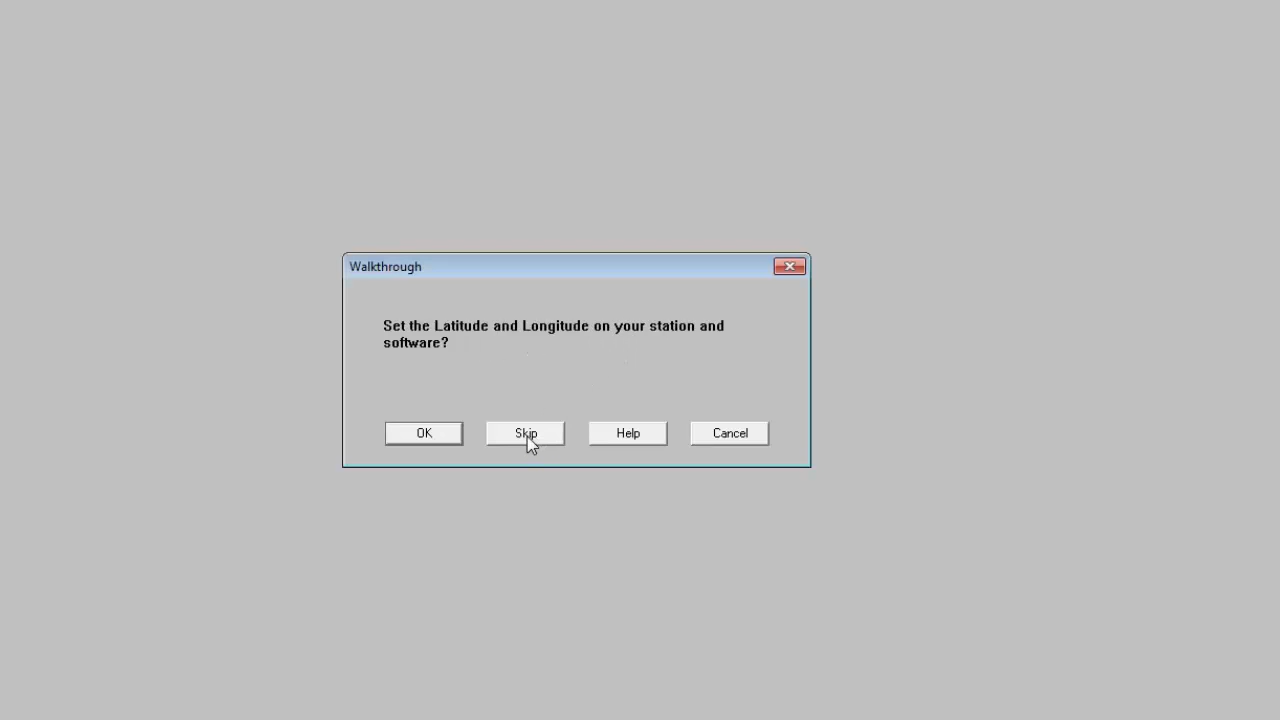 Walkthrough
Set the Latitude and Longitude on your station and
software?
OK Skip Help Cancel